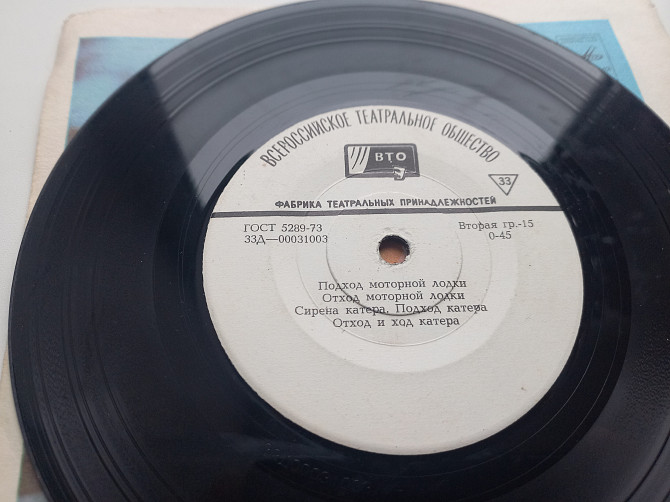 ВСЕРОССИЙСКОЕ ТЕАТРАЛЬНОЕ ОБЩЕСТВО
ВТО
33
ФАБРИКА ТЕАТРАЛЬНЫХ ПРИНАДЛЕЖНОСТЕЙ
ГОСТ 5289-73
33Д—00031003
Вторая гр.-15
0-45
Подход моторной лодки
Отход моторной лодки
Сирена катера. Подход катера
Отход и ход катера